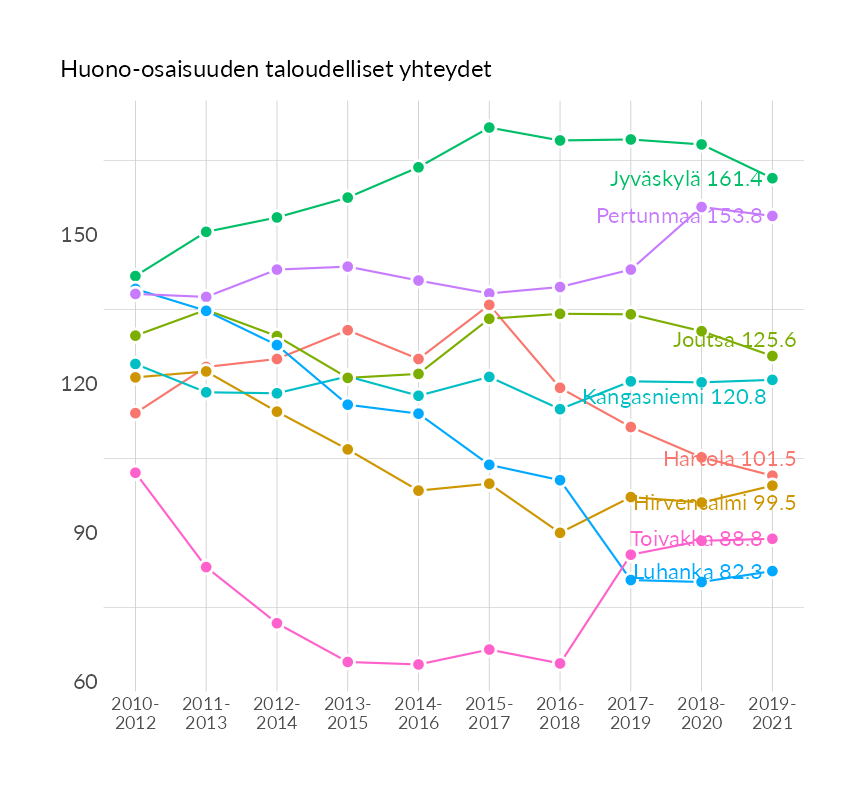 Huono-osaisuuden taloudelliset yhteydet
Jyväskylä 161.4
Pertunmaa 153.8
150
Joutsa 125.6
120
Kangasniemi 120.8
Hartola 101.5
Hirvensalmi 99.5
90
Toivakka 88.8
Luhanka 82.3
60
2010- 2011- 2012- 2013- 2014- 2015- 2016- 2017- 2018- 2019-
2012 2013 2014 2015 2016 2017 2018 2019 2020 2021